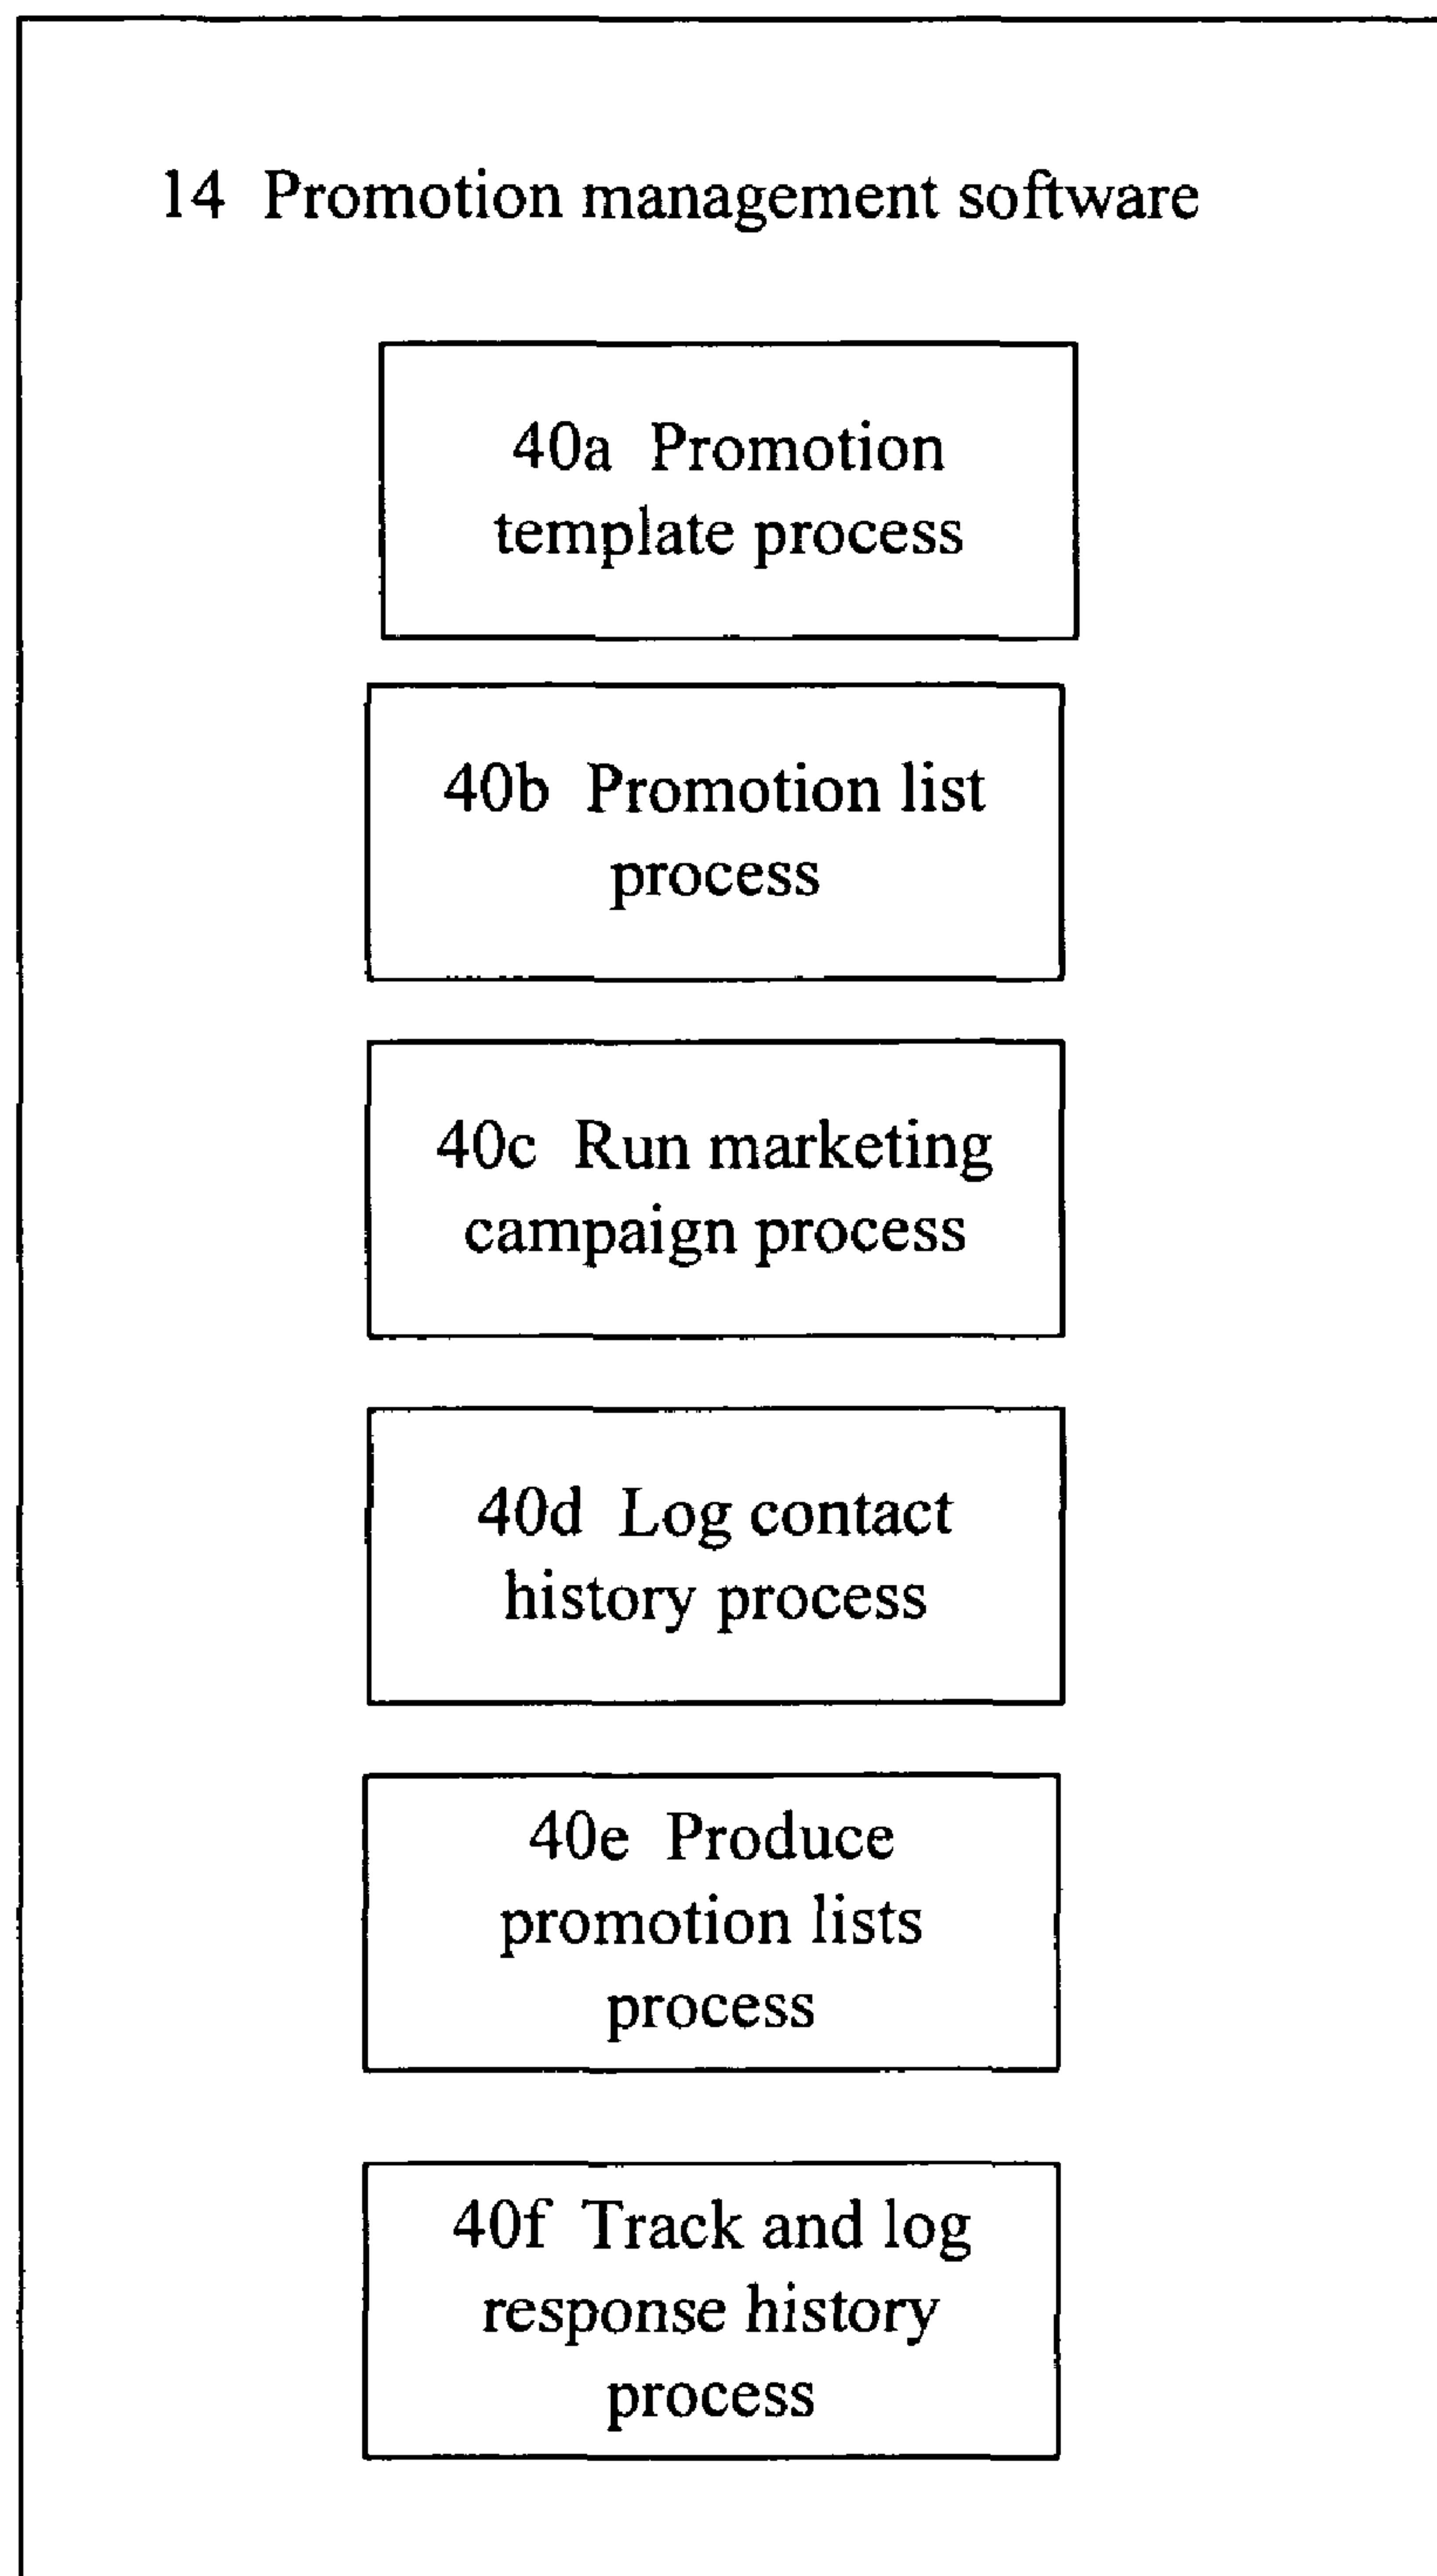 14 Promotion management software
40a Promotion
template process
40b Promotion list
process
40c Run marketing
campaign process
40d Log contact
history process
40e Produce
promotion lists
process
40f Track and log
response history
process